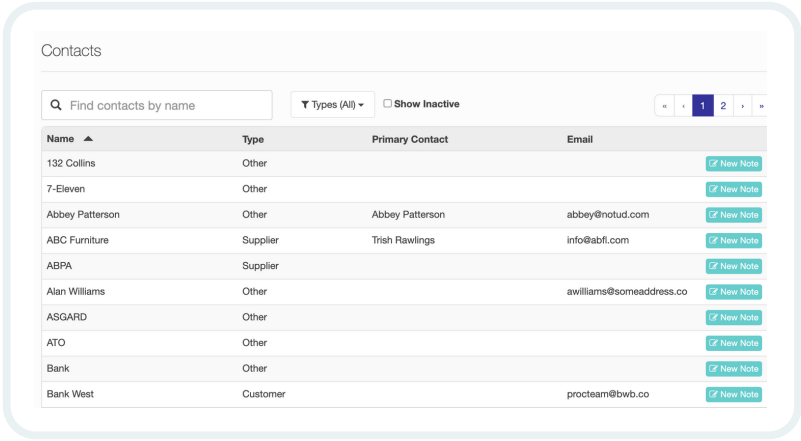 Contacts
Find contacts by name Types (All) Show Inactive « ‹ 1 2 › »
Name Type Primary Contact Email
132 Collins Other New Note
7-Eleven Other New Note
Abbey Patterson Other Abbey Patterson abbey@notud.com New Note
ABC Furniture Supplier Trish Rawlings info@abfl.com New Note
ABPA Supplier New Note
Alan Williams Other awilliams@someaddress.co New Note
ASGARD Other New Note
ATO Other New Note
Bank Other New Note
Bank West Customer procteam@bwb.co New Note